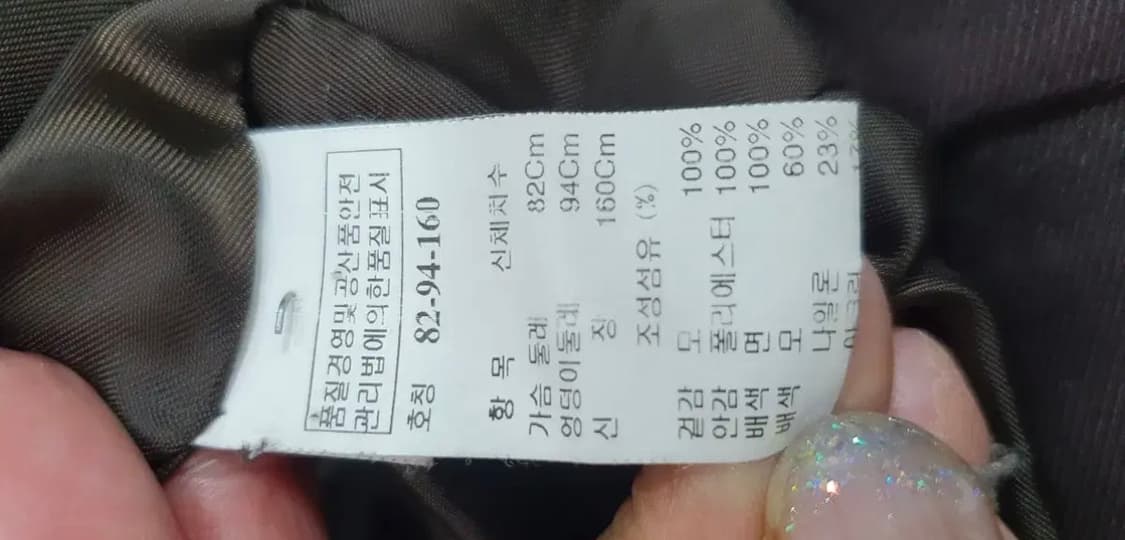 품질경영및공산품안전
관리법에의한품질표시
호칭 82-94-160
항 목 신체치수
가슴 둘레 82Cm
엉덩이둘레 94Cm
신 장 160Cm
조성섬유 (%)
겉감 모 100%
안감 폴리에스터 100%
배색 면 100%
배색 모 60%
나일론 23%